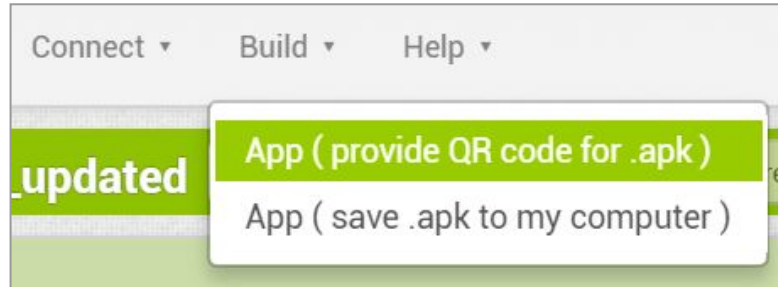 Connect ▾ Build ▾ Help ▾
_updated
App ( provide QR code for .apk )
App ( save .apk to my computer )